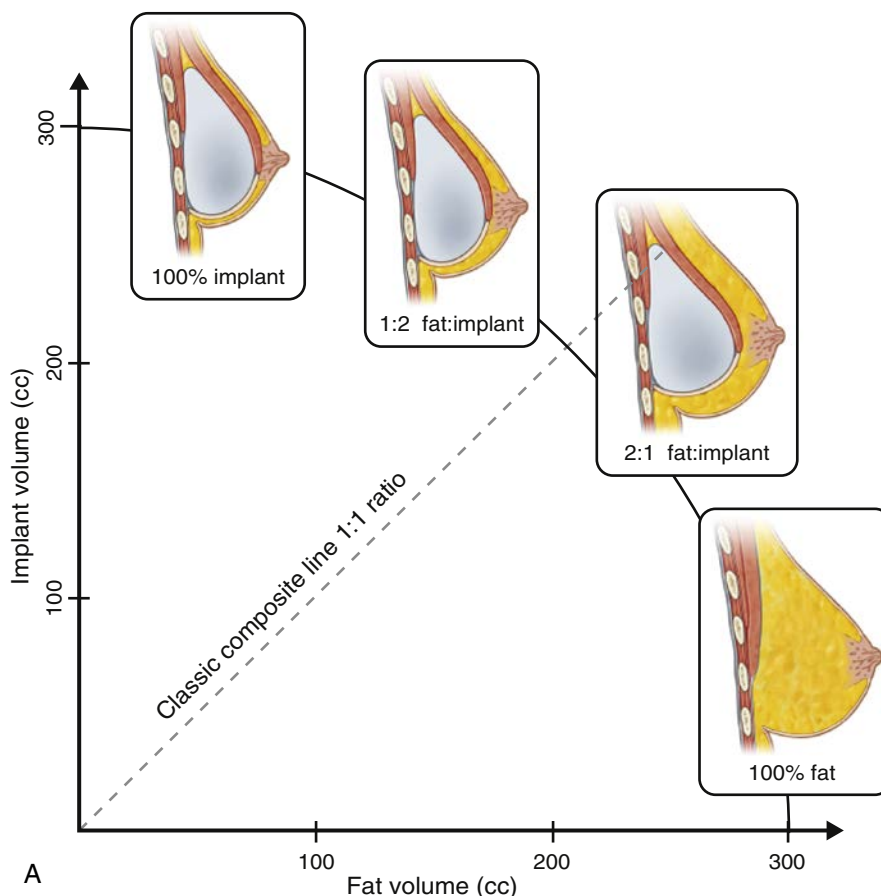 100% implant
1:2 fat:implant
2:1 fat:implant
100% fat
Implant volume (cc)
300
200
100
Classic composite line 1:1 ratio
100
200
300
Fat volume (cc)
A